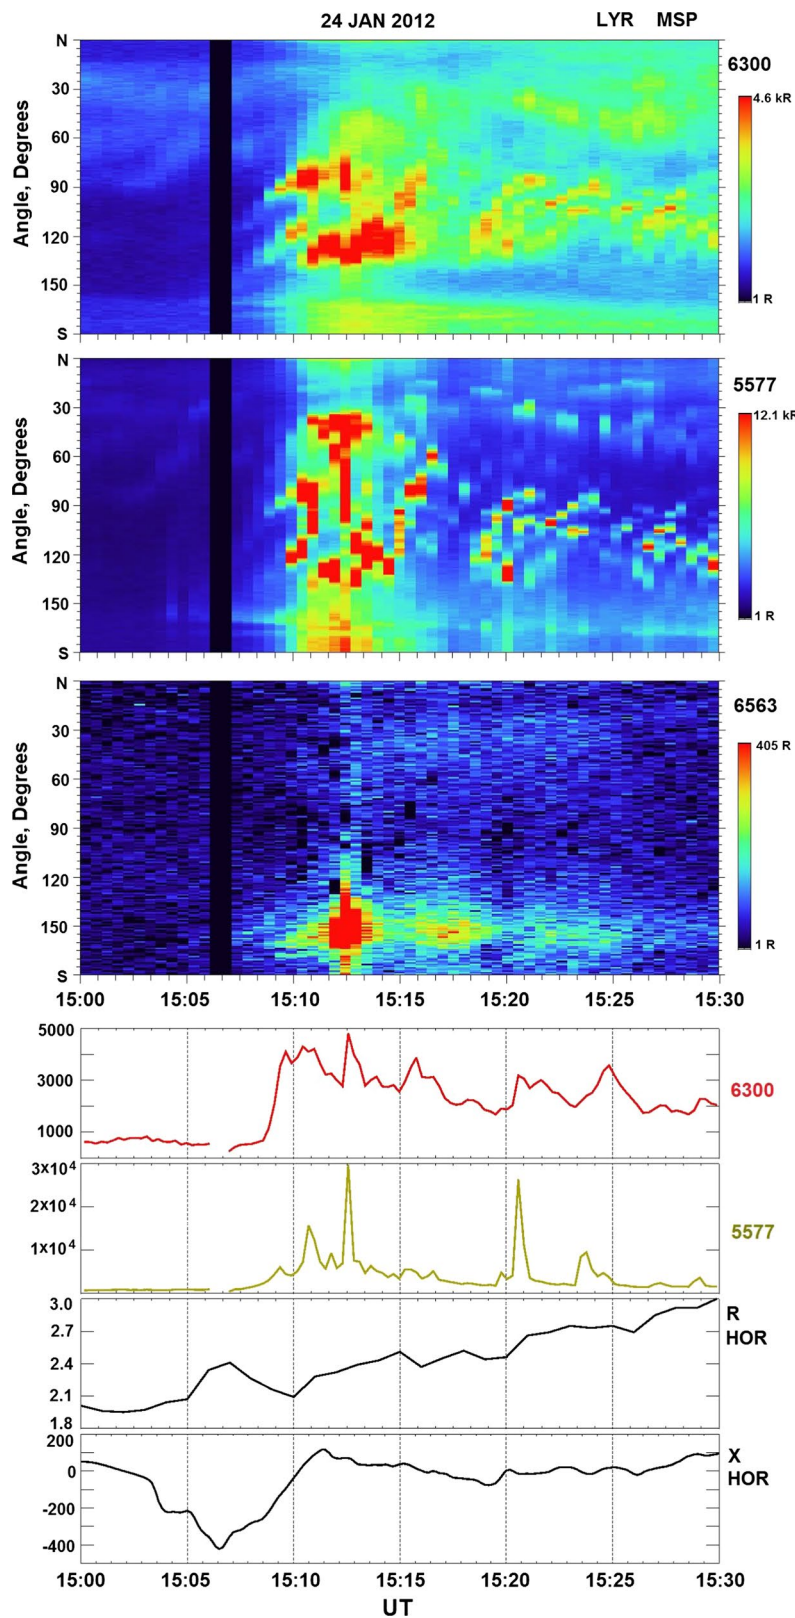 24 JAN 2012 LYR MSP
N
30
60
90
120
150
S
Angle, Degrees
6300
4.6 kR
1 R
N
30
60
90
120
150
S
Angle, Degrees
5577
12.1 kR
1 R
N
30
60
90
120
150
S
Angle, Degrees
6563
405 R
1 R
15:00 15:05 15:10 15:16 15:20 15:25 15:30
5000
3000
1000
6300
3x10⁴
2x10⁴
1x10⁴
5577
3.0
2.7
2.4
2.1
1.8
R
HOR
200
0
-200
-400
X
HOR
15:00 15:05 15:10 15:16 15:20 15:25 15:30
UT